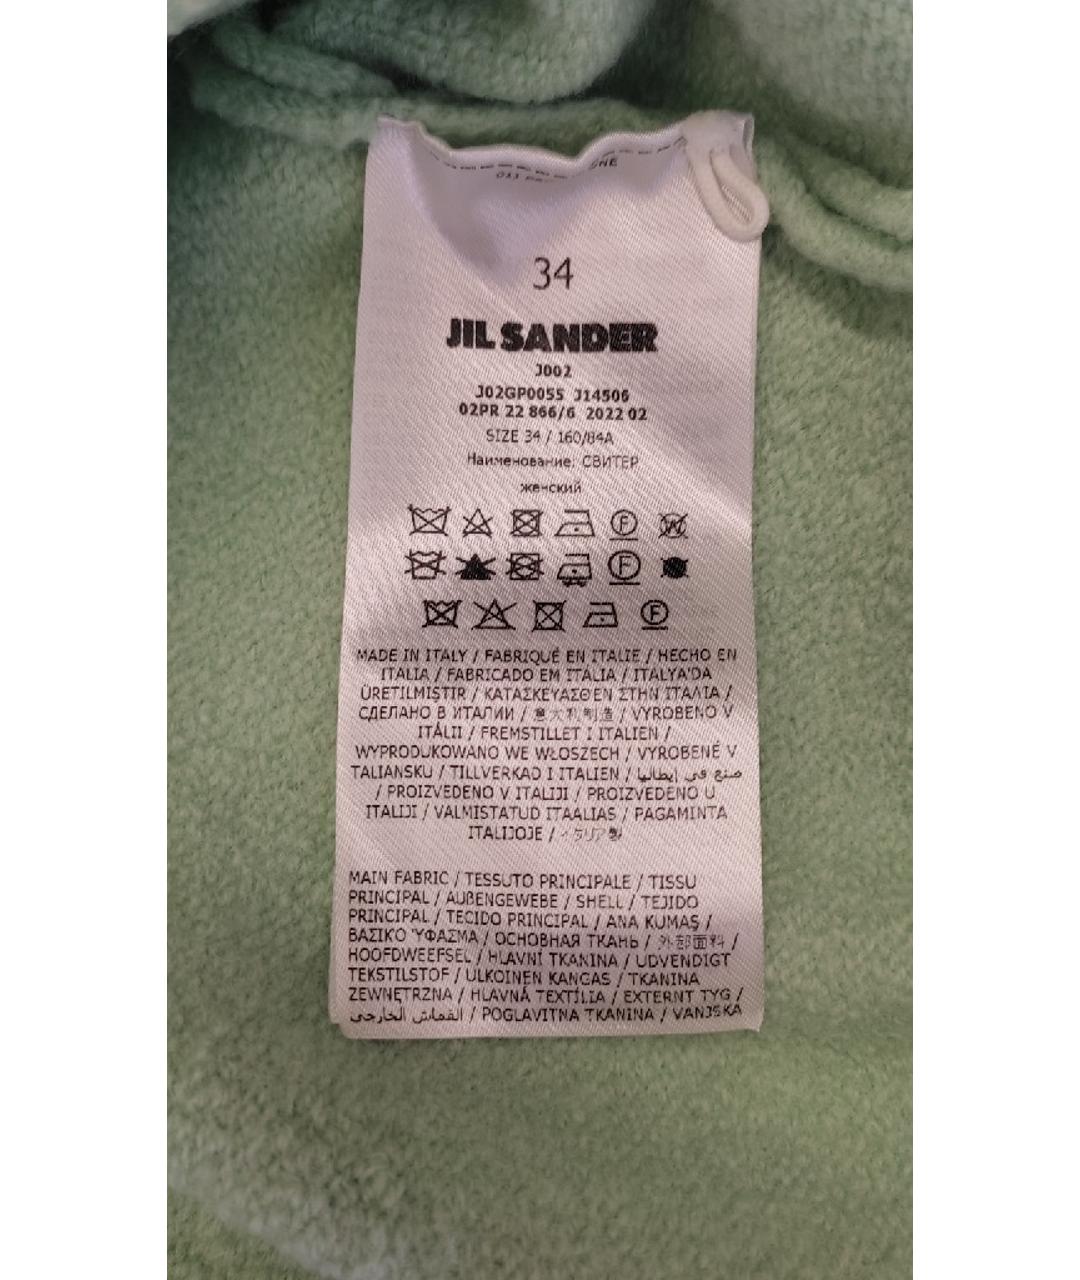 34
JIL SANDER
J002
J02GP0055 J14506
02PR 22 866/6 2022 02
SIZE 34 / 160/84A
Наименование: СВИТЕР
женский
MADE IN ITALY / FABRIQUÉ EN ITALIE / HECHO EN
ITALIA / FABRICADO EM ITÁLIA / ITALYA'DA
ÜRETILMIŞTIR / ΚΑΤΑΣΚΕΥΑΣΘΕΝ ΣΤΗΝ ΙΤΑΛΙΑ /
СДЕЛАНО В ИТАЛИИ / 意大利制造 / VYROBENO V
ITÁLII / FREMSTILLET I ITALIEN /
WYPRODUKOWANO WE WŁOSZECH / VYROBENÉ V
TALIANSKU / TILLVERKAD I ITALIEN / صنع في إيطاليا
/ PROIZVEDENO V ITALIJI / PROIZVEDENO U
ITALIJI / VALMISTATUD ITAALIAS / PAGAMINTA
ITALIJOJE / イタリア製
MAIN FABRIC / TESSUTO PRINCIPALE / TISSU
PRINCIPAL / AUßENGEWEBE / SHELL / TEJIDO
PRINCIPAL / TECIDO PRINCIPAL / ANA KUMAŞ /
ΒΑΣΙΚΟ ΎΦΑΣΜΑ / ОСНОВНАЯ ТКАНЬ / 外部面料 /
HOOFDWEEFSEL / HLAVNÍ TKANINA / UDVENDIGT
TEKSTILSTOF / ULKOINEN KANGAS / TKANINA
ZEWNĘTRZNA / HLAVNÁ TEXTÍLIA / EXTERNT TYG /
القماش الخارجي / POGLAVITNA TKANINA / VANJSKA